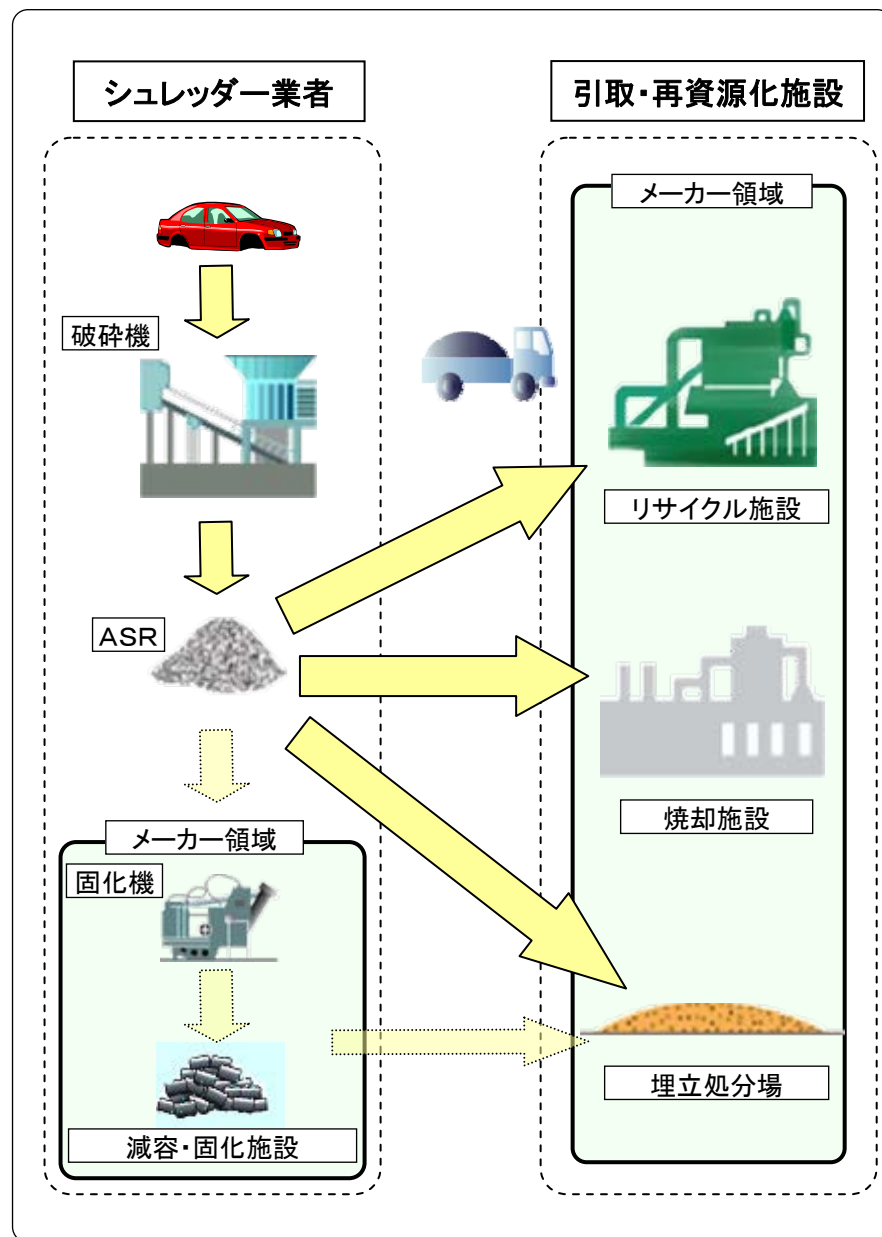 シュレッダー業者
引取・再資源化施設
メーカー領域
破砕機
リサイクル施設
ASR
焼却施設
メーカー領域
固化機
埋立処分場
減容・固化施設